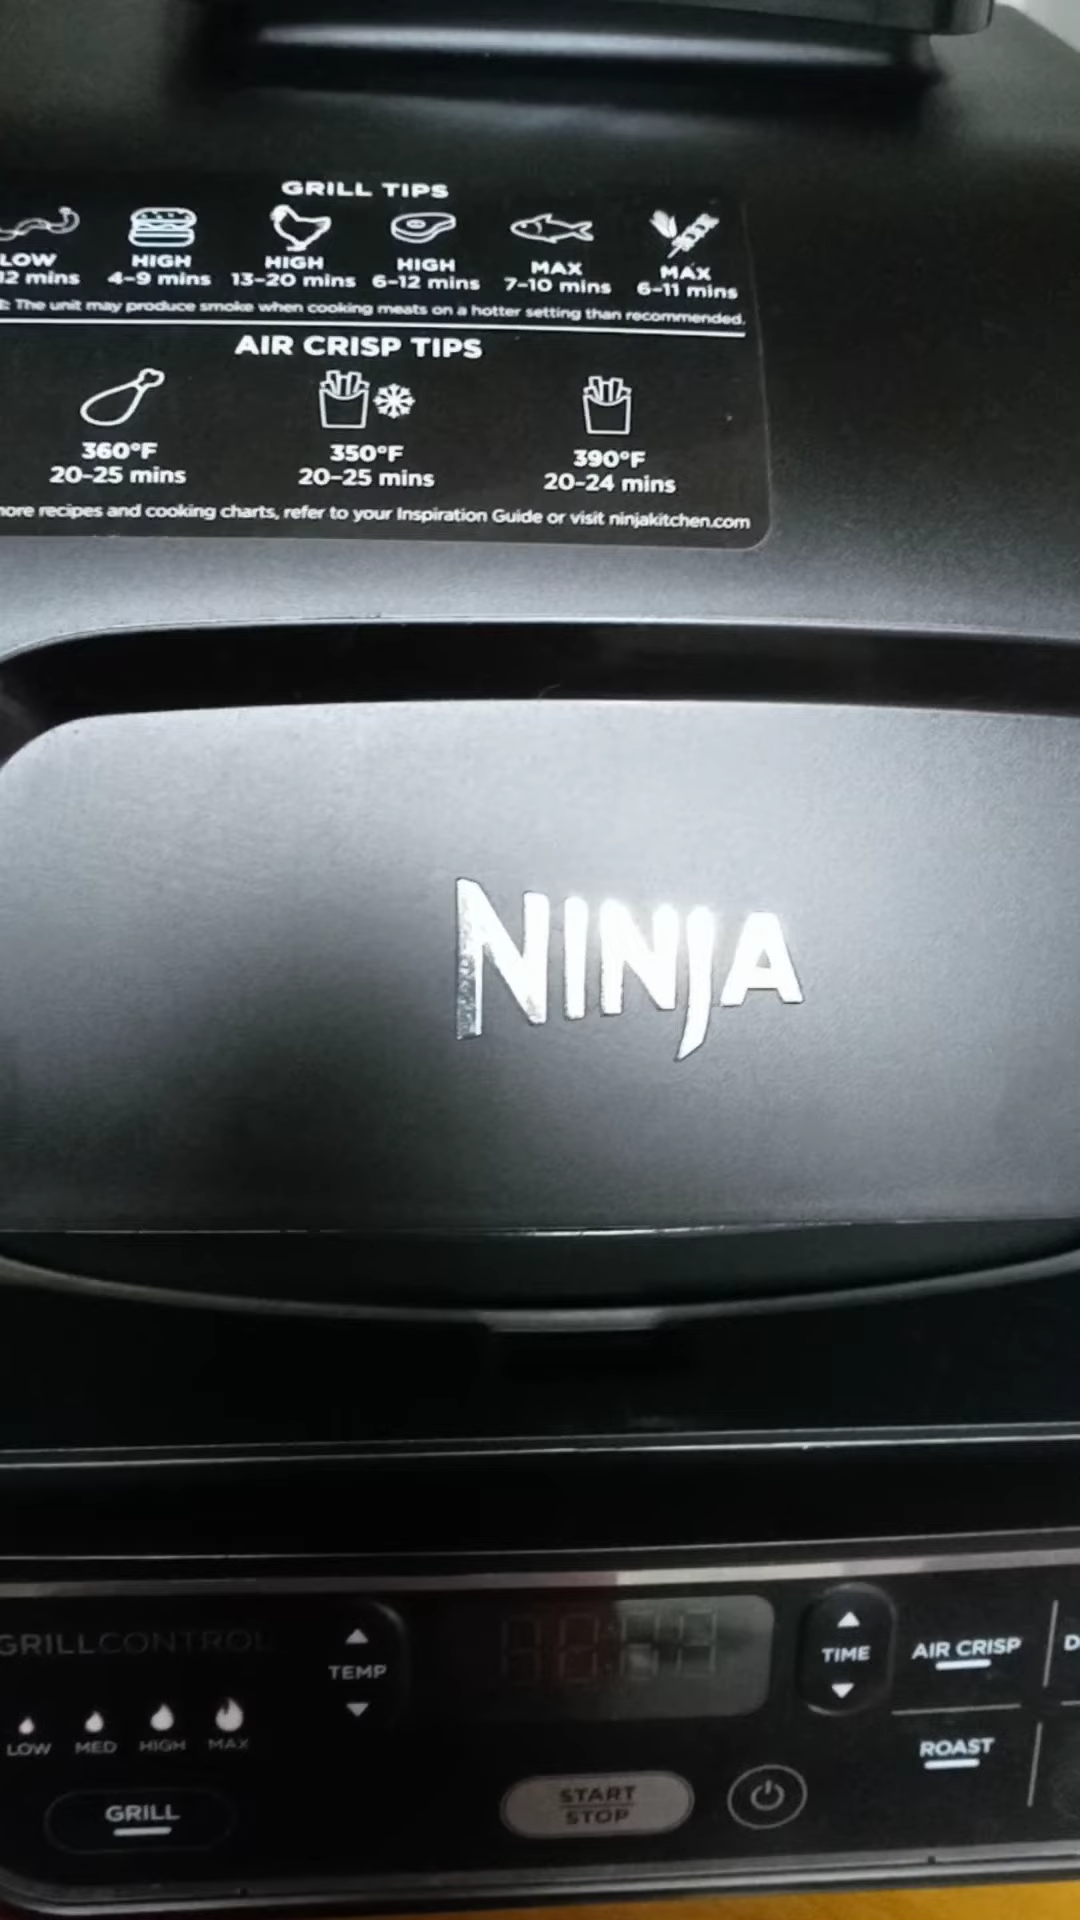 GRILL TIPS
LOW HIGH HIGH HIGH MAX MAX
12 mins 4–9 mins 13–20 mins 6–12 mins 7–10 mins 6–11 mins
The unit may produce smoke when cooking meats on a hotter setting than recommended.
AIR CRISP TIPS
360°F 350°F 390°F
20–25 mins 20–25 mins 20–24 mins
recipes and cooking charts, refer to your Inspiration Guide or visit ninjakitchen.com
NINJA
GRILLCONTROL
TEMP
TIME
AIR CRISP
D
LOW MED HIGH MAX
ROAST
GRILL
START
STOP